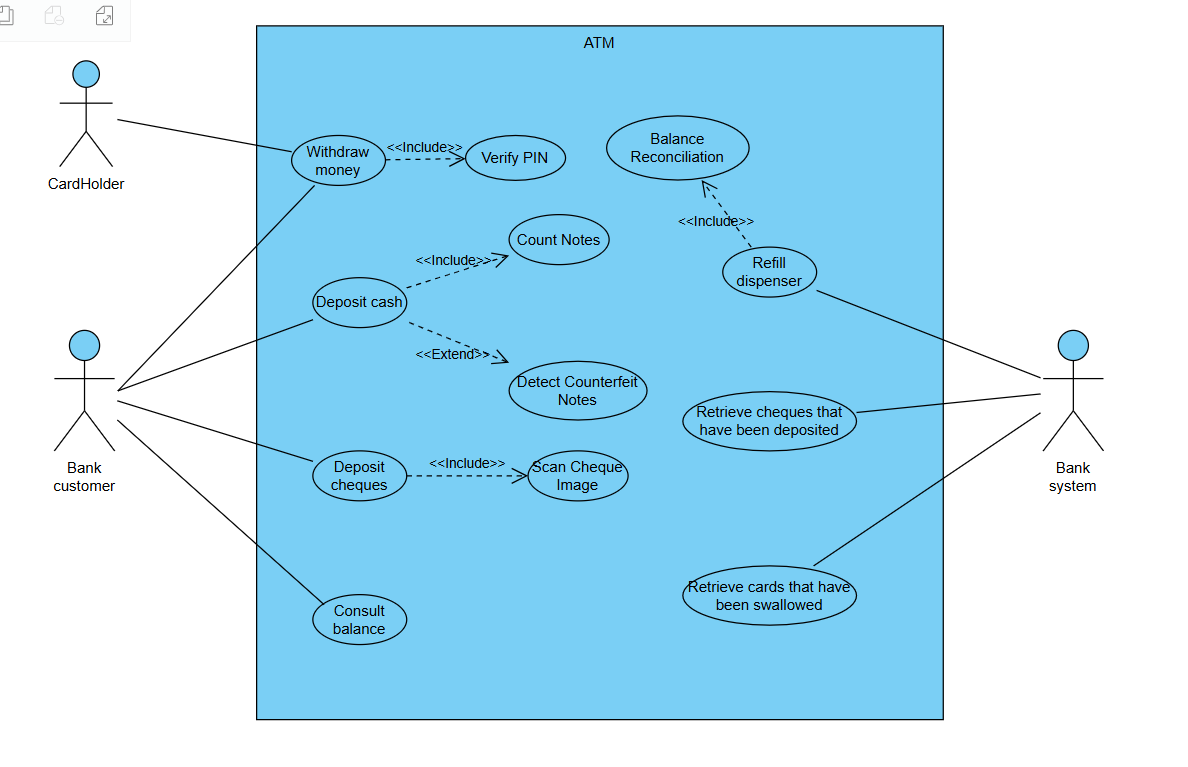 ATM
CardHolder
Withdraw
money
<<Include>>
Verify PIN
Balance
Reconciliation
<<Include>>
Count Notes
<<Include>>
Refill
dispenser
Deposit cash
<<Extend>>
Detect Counterfeit
Notes
Retrieve cheques that
have been deposited
Bank
customer
Deposit
cheques
<<Include>>
Scan Cheque
Image
Bank
system
Retrieve cards that have
been swallowed
Consult
balance